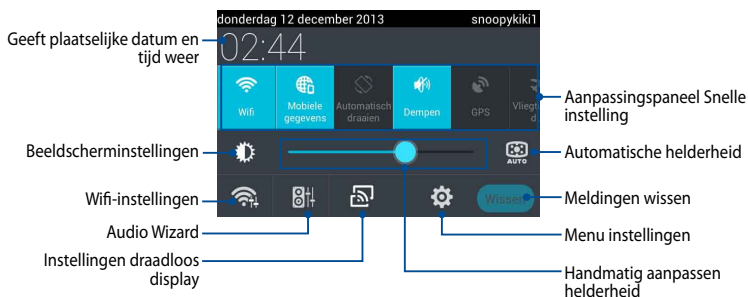 donderdag 12 december 2013 snoopykiki1
Geeft plaatselijke datum en
tijd weer
02:44
Wifi
Mobiele
gegevens
Automatisch
draaien
Dempen
GPS
Vliegt
d
Aanpassingspaneel Snelle
instelling
Beeldscherminstellingen
AUTO
Automatische helderheid
Wifi-instellingen
Wissen
Meldingen wissen
Audio Wizard
Menu instellingen
Instellingen draadloos
display
Handmatig aanpassen
helderheid